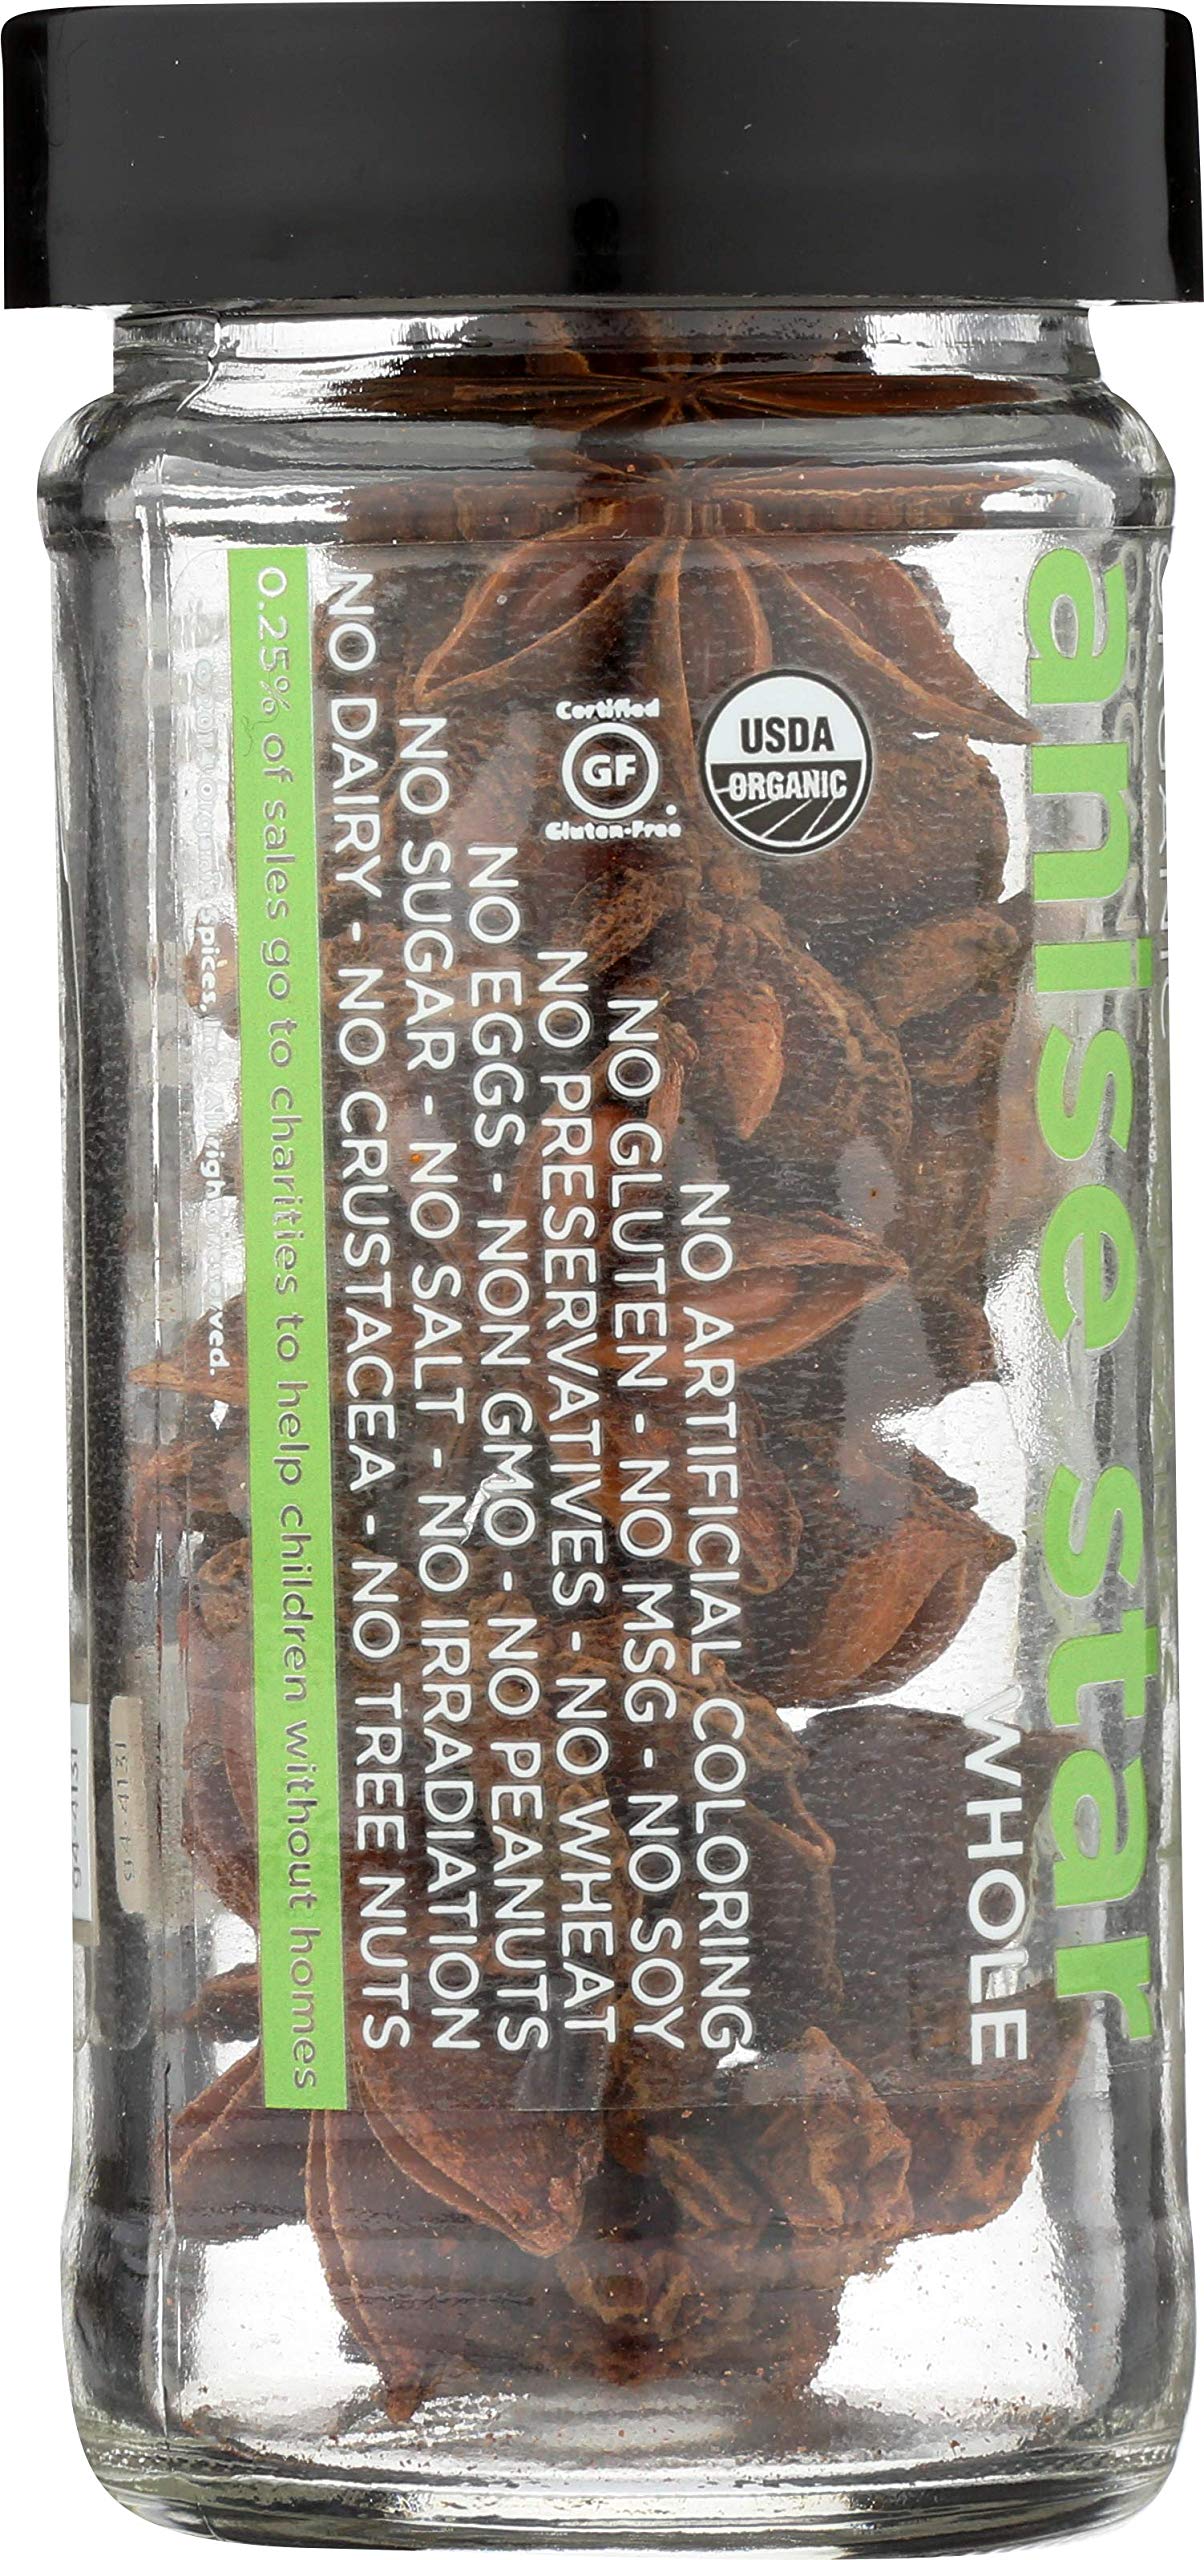 anise star
WHOLE
USDA
ORGANIC
Certified
GF
Gluten-Free
NO ARTIFICIAL COLORING
NO GLUTEN - NO MSG - NO SOY
NO PRESERVATIVES - NO WHEAT
NO EGGS - NON GMO - NO PEANUTS
NO SUGAR - NO SALT - NO IRRADIATION
NO DAIRY - NO CRUSTACEA - NO TREE NUTS
0.25% of sales go to charities to help children without homes